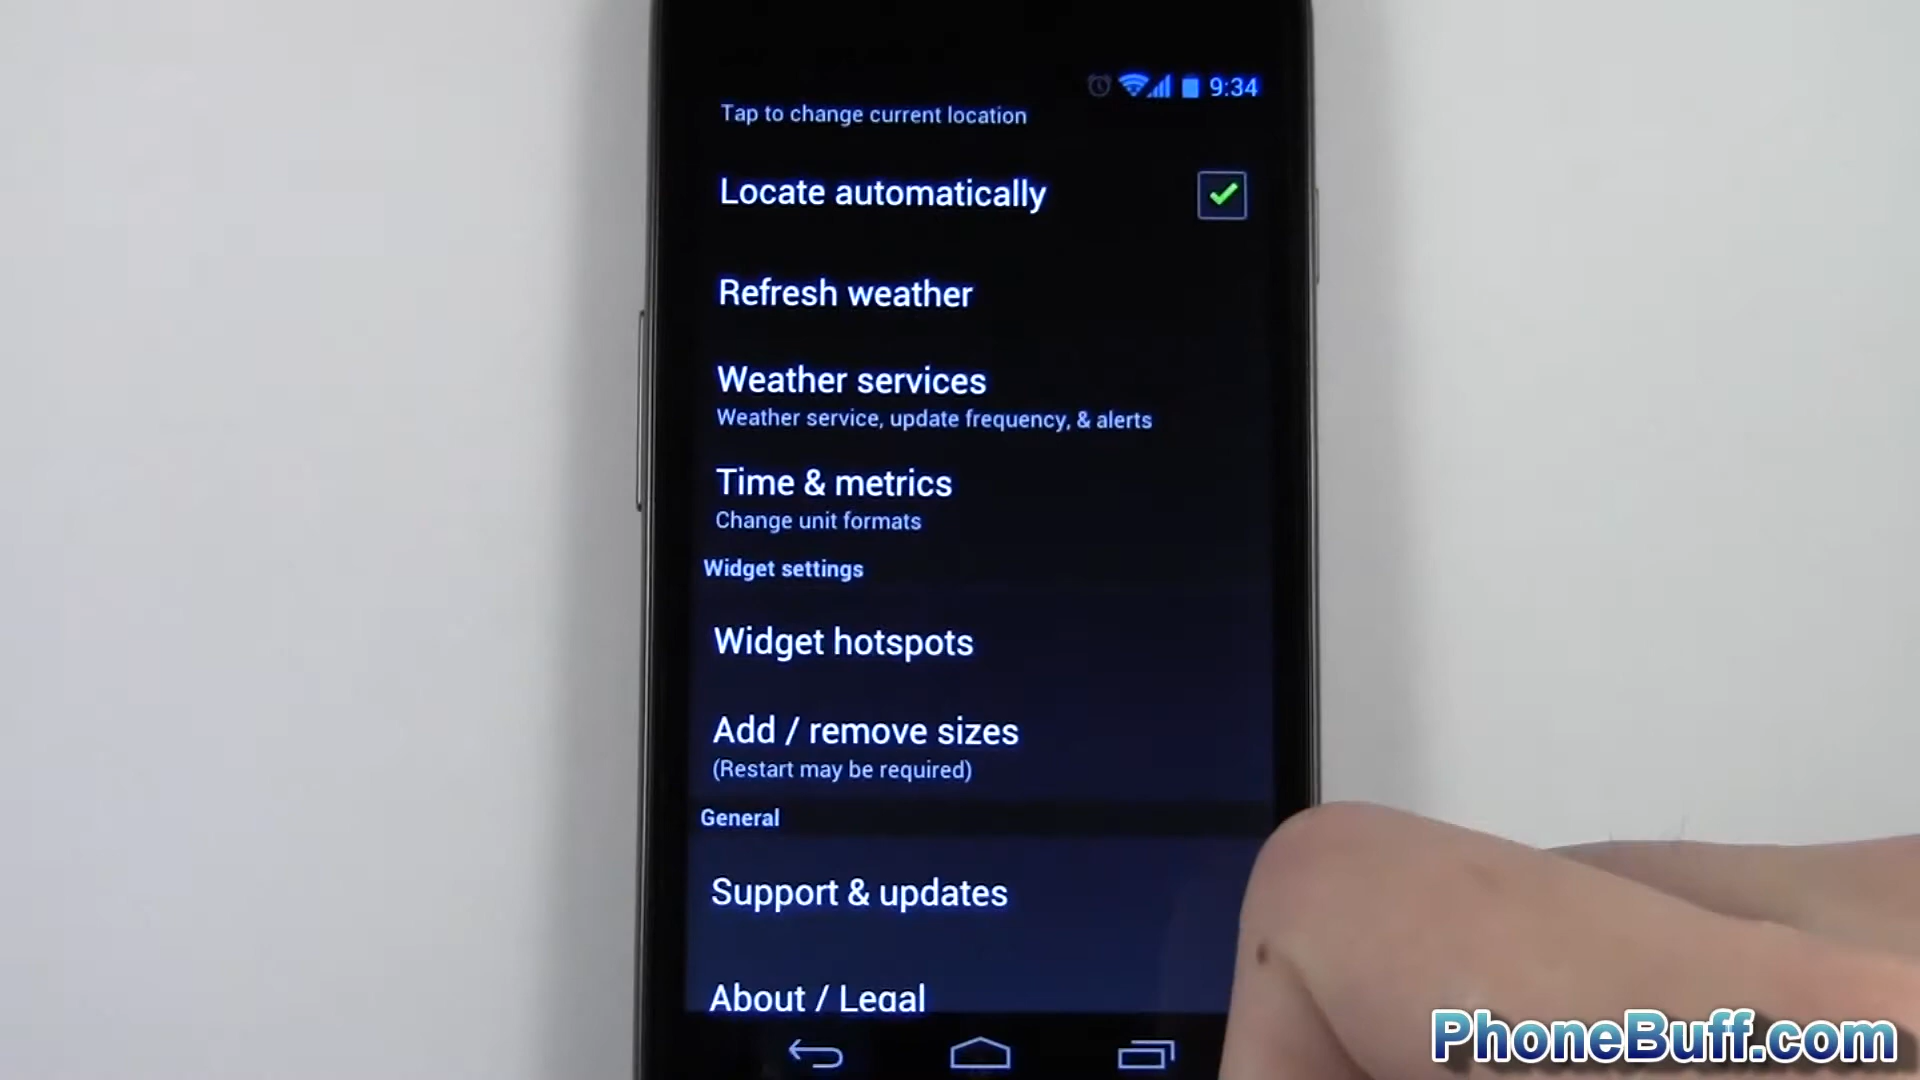 9:34
Tap to change current location
Locate automatically
Refresh weather
Weather services
Weather service, update frequency, & alerts
Time & metrics
Change unit formats
Widget settings
Widget hotspots
Add / remove sizes
(Restart may be required)
General
Support & updates
About / Legal
PhoneBuff.com